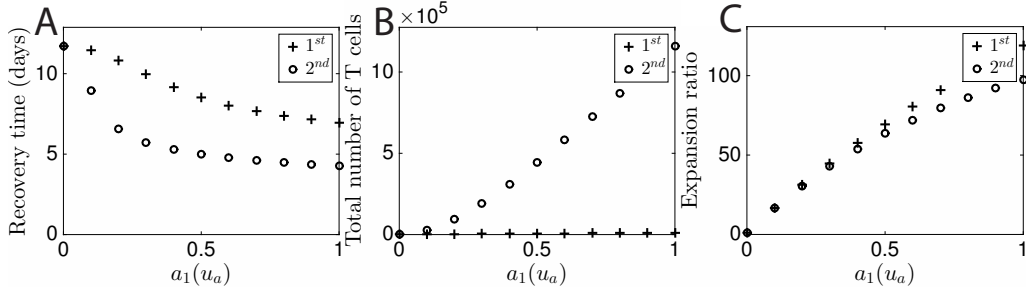 A
Recovery time (days)
10
5
0
0
0.5
1
a₁(uₐ)
+ 1ˢᵗ
o 2ⁿᵈ
B
×10⁵
Total number of T cells
10
5
0
0
0.5
1
a₁(uₐ)
+ 1ˢᵗ
o 2ⁿᵈ
C
Expansion ratio
100
50
0
0
0.5
1
a₁(uₐ)
+ 1ˢᵗ
o 2ⁿᵈ